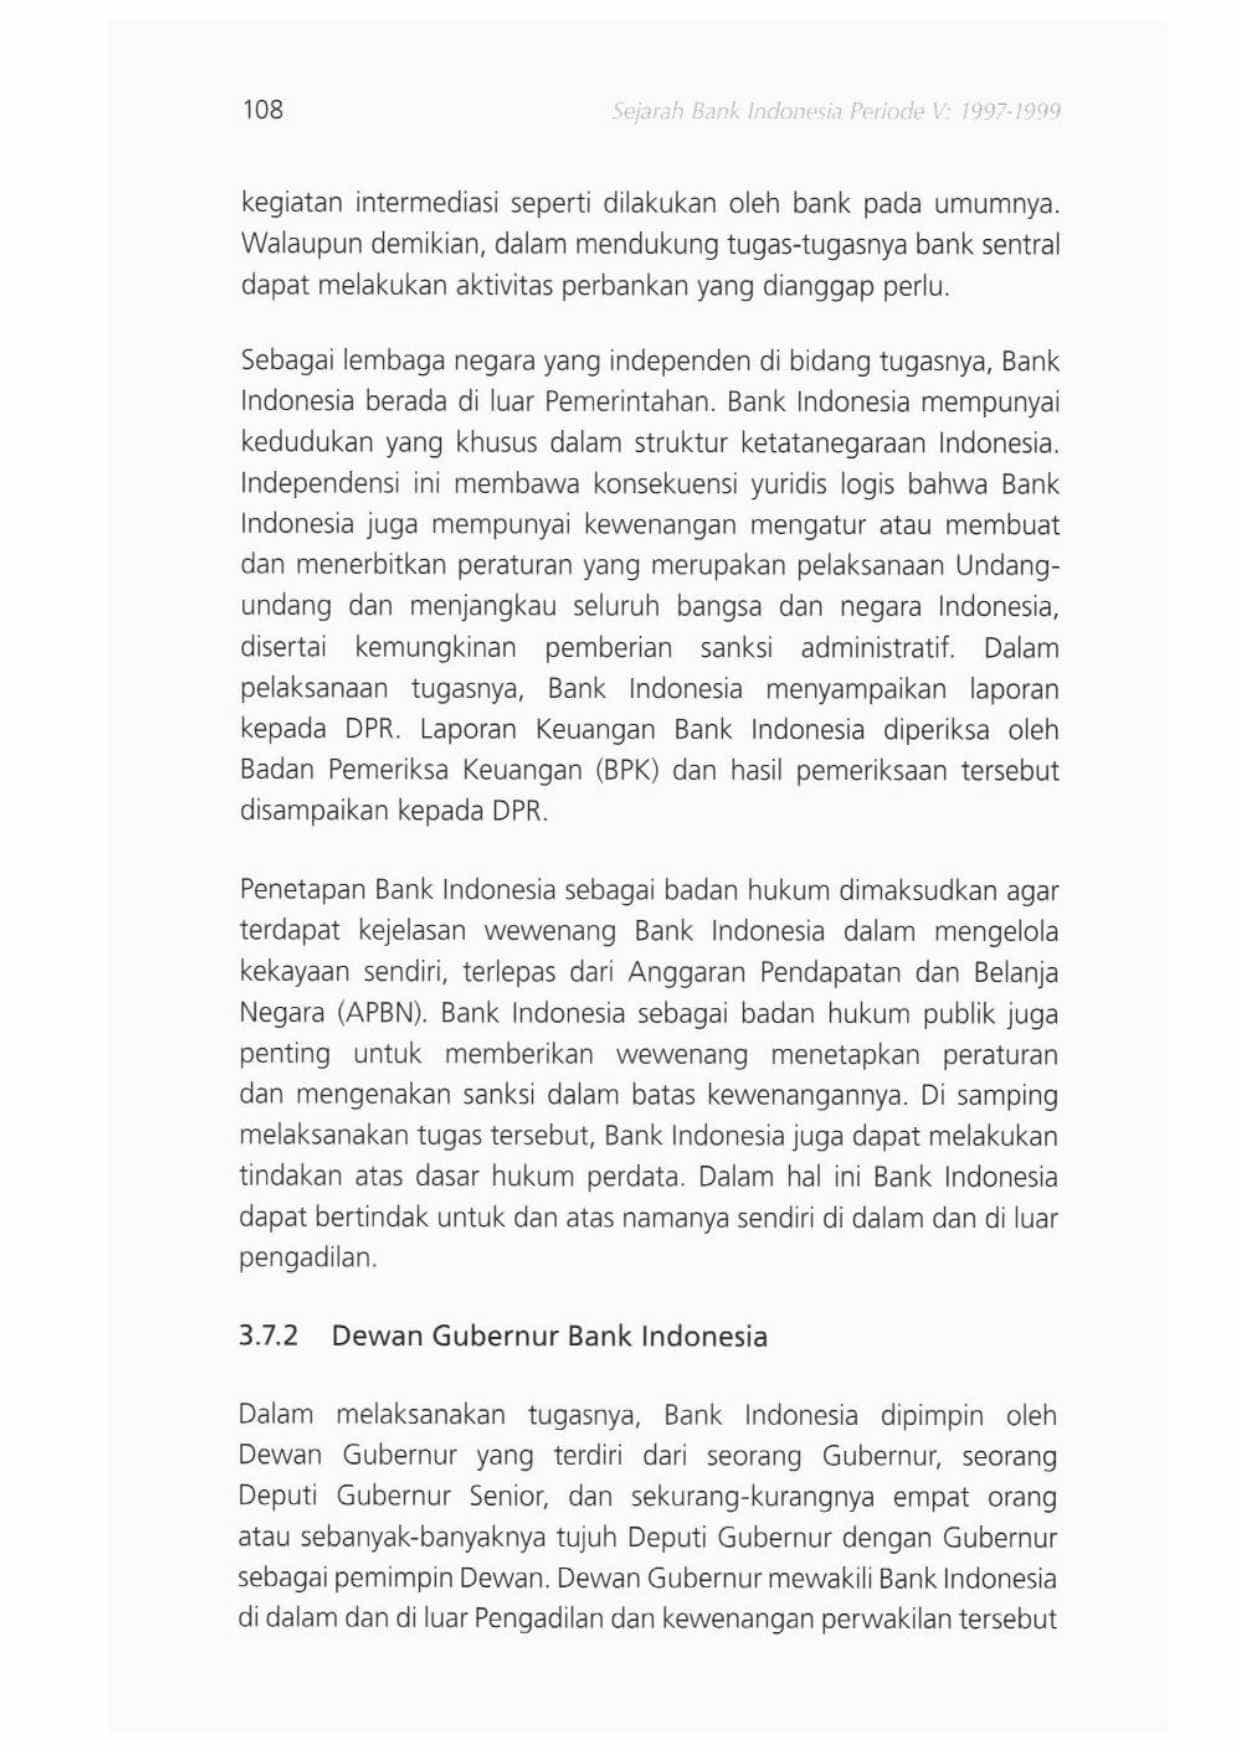 108
Sejarah Bank Indonesia Periode V: 1997-1999
kegiatan intermediasi seperti dilakukan oleh bank pada umumnya.
Walaupun demikian, dalam mendukung tugas-tugasnya bank sentral
dapat melakukan aktivitas perbankan yang dianggap perlu.
Sebagai lembaga negara yang independen di bidang tugasnya, Bank
Indonesia berada di luar Pemerintahan. Bank Indonesia mempunyai
kedudukan yang khusus dalam struktur ketatanegaraan Indonesia.
Independensi ini membawa konsekuensi yuridis logis bahwa Bank
Indonesia juga mempunyai kewenangan mengatur atau membuat
dan menerbitkan peraturan yang merupakan pelaksanaan Undang-
undang dan menjangkau seluruh bangsa dan negara Indonesia,
disertai kemungkinan pemberian sanksi administratif. Dalam
pelaksanaan tugasnya, Bank Indonesia menyampaikan laporan
kepada DPR. Laporan Keuangan Bank Indonesia diperiksa oleh
Badan Pemeriksa Keuangan (BPK) dan hasil pemeriksaan tersebut
disampaikan kepada DPR.
Penetapan Bank Indonesia sebagai badan hukum dimaksudkan agar
terdapat kejelasan wewenang Bank Indonesia dalam mengelola
kekayaan sendiri, terlepas dari Anggaran Pendapatan dan Belanja
Negara (APBN). Bank Indonesia sebagai badan hukum publik juga
penting untuk memberikan wewenang menetapkan peraturan
dan mengenakan sanksi dalam batas kewenangannya. Di samping
melaksanakan tugas tersebut, Bank Indonesia juga dapat melakukan
tindakan atas dasar hukum perdata. Dalam hal ini Bank Indonesia
dapat bertindak untuk dan atas namanya sendiri di dalam dan di luar
pengadilan.
3.7.2 Dewan Gubernur Bank Indonesia
Dalam melaksanakan tugasnya, Bank Indonesia dipimpin oleh
Dewan Gubernur yang terdiri dari seorang Gubernur, seorang
Deputi Gubernur Senior, dan sekurang-kurangnya empat orang
atau sebanyak-banyaknya tujuh Deputi Gubernur dengan Gubernur
sebagai pemimpin Dewan. Dewan Gubernur mewakili Bank Indonesia
di dalam dan di luar Pengadilan dan kewenangan perwakilan tersebut